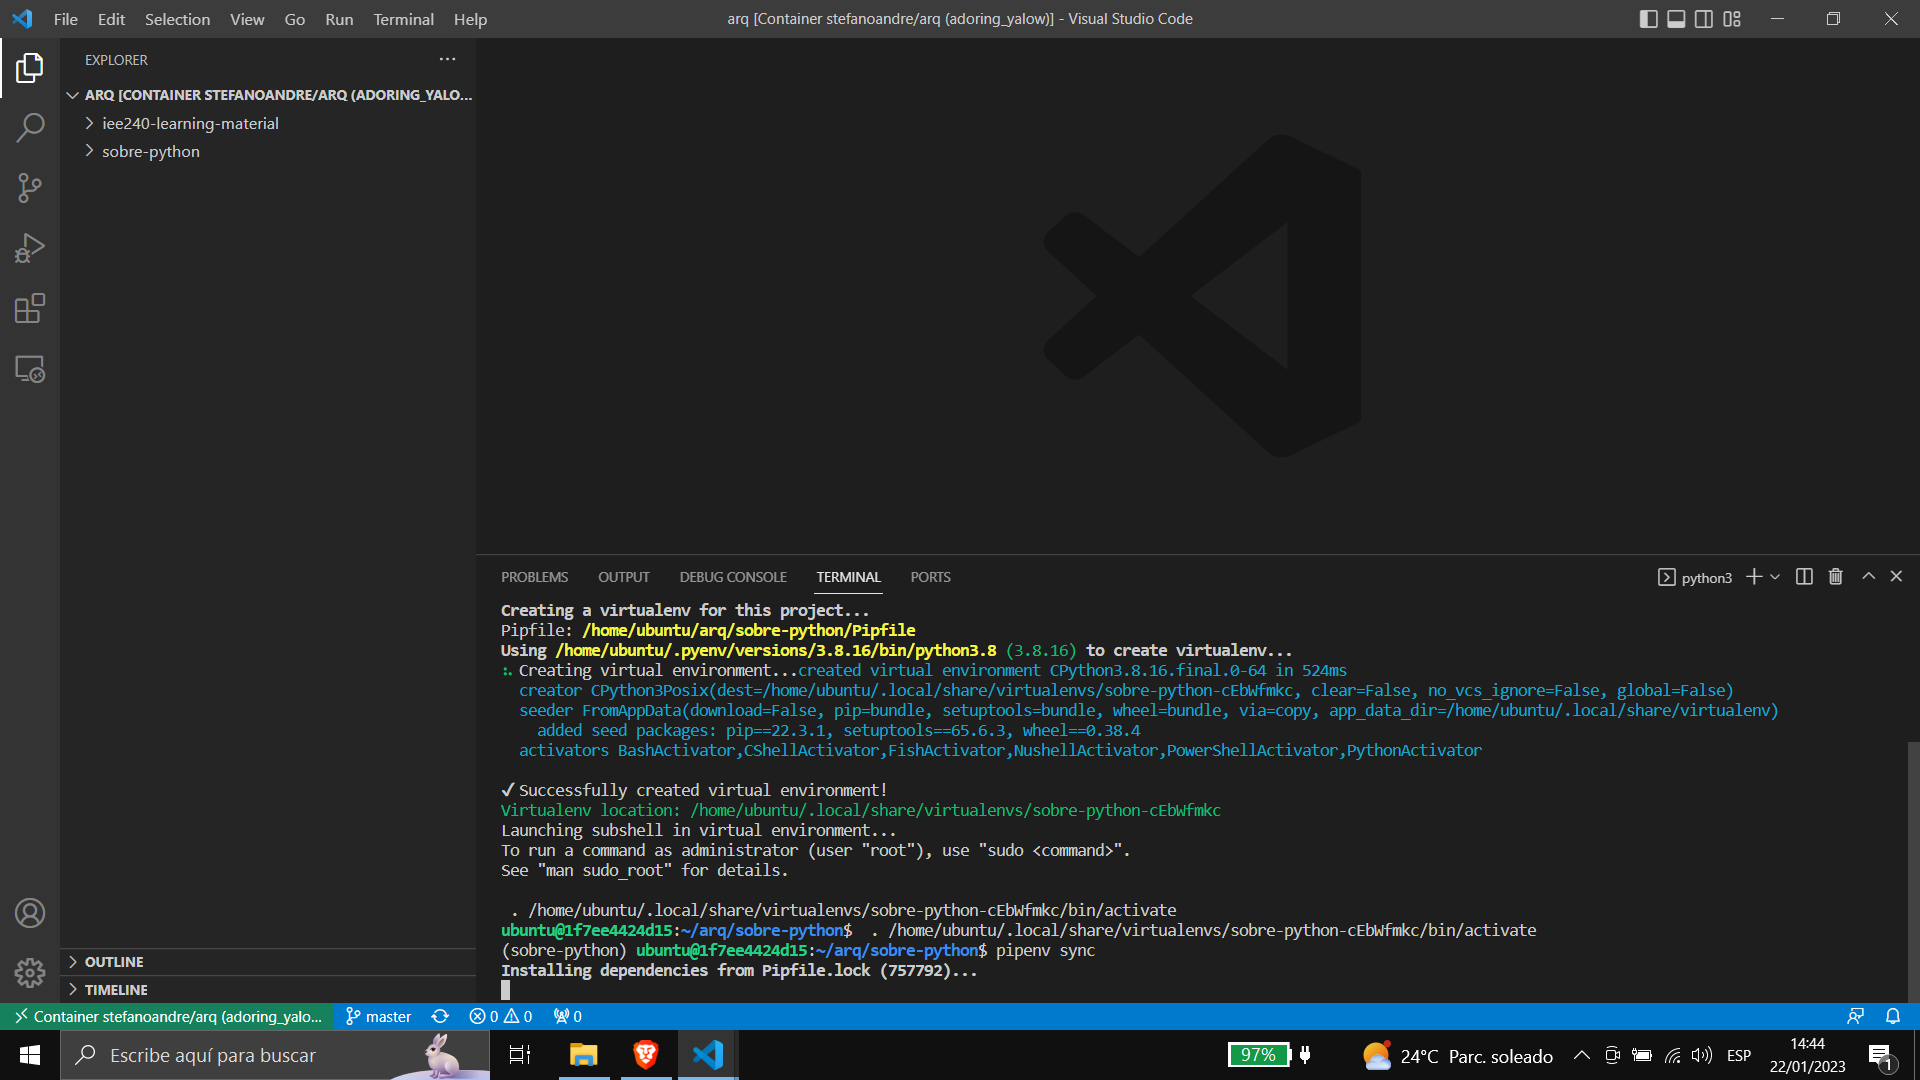 File Edit Selection View Go Run Terminal Help
arq [Container stefanoandre/arq (adoring_yalow)] - Visual Studio Code
EXPLORER
ARQ [CONTAINER STEFANOANDRE/ARQ (ADORING_YALO...
iee240-learning-material
sobre-python
OUTLINE
TIMELINE
PROBLEMS OUTPUT DEBUG CONSOLE TERMINAL PORTS
python3
Creating a virtualenv for this project...
Pipfile: /home/ubuntu/arq/sobre-python/Pipfile
Using /home/ubuntu/.pyenv/versions/3.8.16/bin/python3.8 (3.8.16) to create virtualenv...
Creating virtual environment...created virtual environment CPython3.8.16.final.0-64 in 524ms
creator CPython3Posix(dest=/home/ubuntu/.local/share/virtualenvs/sobre-python-cEbWfmkc, clear=False, no_vcs_ignore=False, global=False)
seeder FromAppData(download=False, pip=bundle, setuptools=bundle, wheel=bundle, via=copy, app_data_dir=/home/ubuntu/.local/share/virtualenv)
added seed packages: pip==22.3.1, setuptools==65.6.3, wheel==0.38.4
activators BashActivator,CShellActivator,FishActivator,NushellActivator,PowerShellActivator,PythonActivator
✔ Successfully created virtual environment!
Virtualenv location: /home/ubuntu/.local/share/virtualenvs/sobre-python-cEbWfmkc
Launching subshell in virtual environment...
To run a command as administrator (user "root"), use "sudo <command>".
See "man sudo_root" for details.
. /home/ubuntu/.local/share/virtualenvs/sobre-python-cEbWfmkc/bin/activate
ubuntu@1f7ee4424d15:~/arq/sobre-python$  . /home/ubuntu/.local/share/virtualenvs/sobre-python-cEbWfmkc/bin/activate
(sobre-python) ubuntu@1f7ee4424d15:~/arq/sobre-python$ pipenv sync
Installing dependencies from Pipfile.lock (757792)...
Container stefanoandre/arq (adoring_yalo... master 0 0 0
Escribe aquí para buscar
97%
24°C Parc. soleado
ESP
14:44
22/01/2023
1